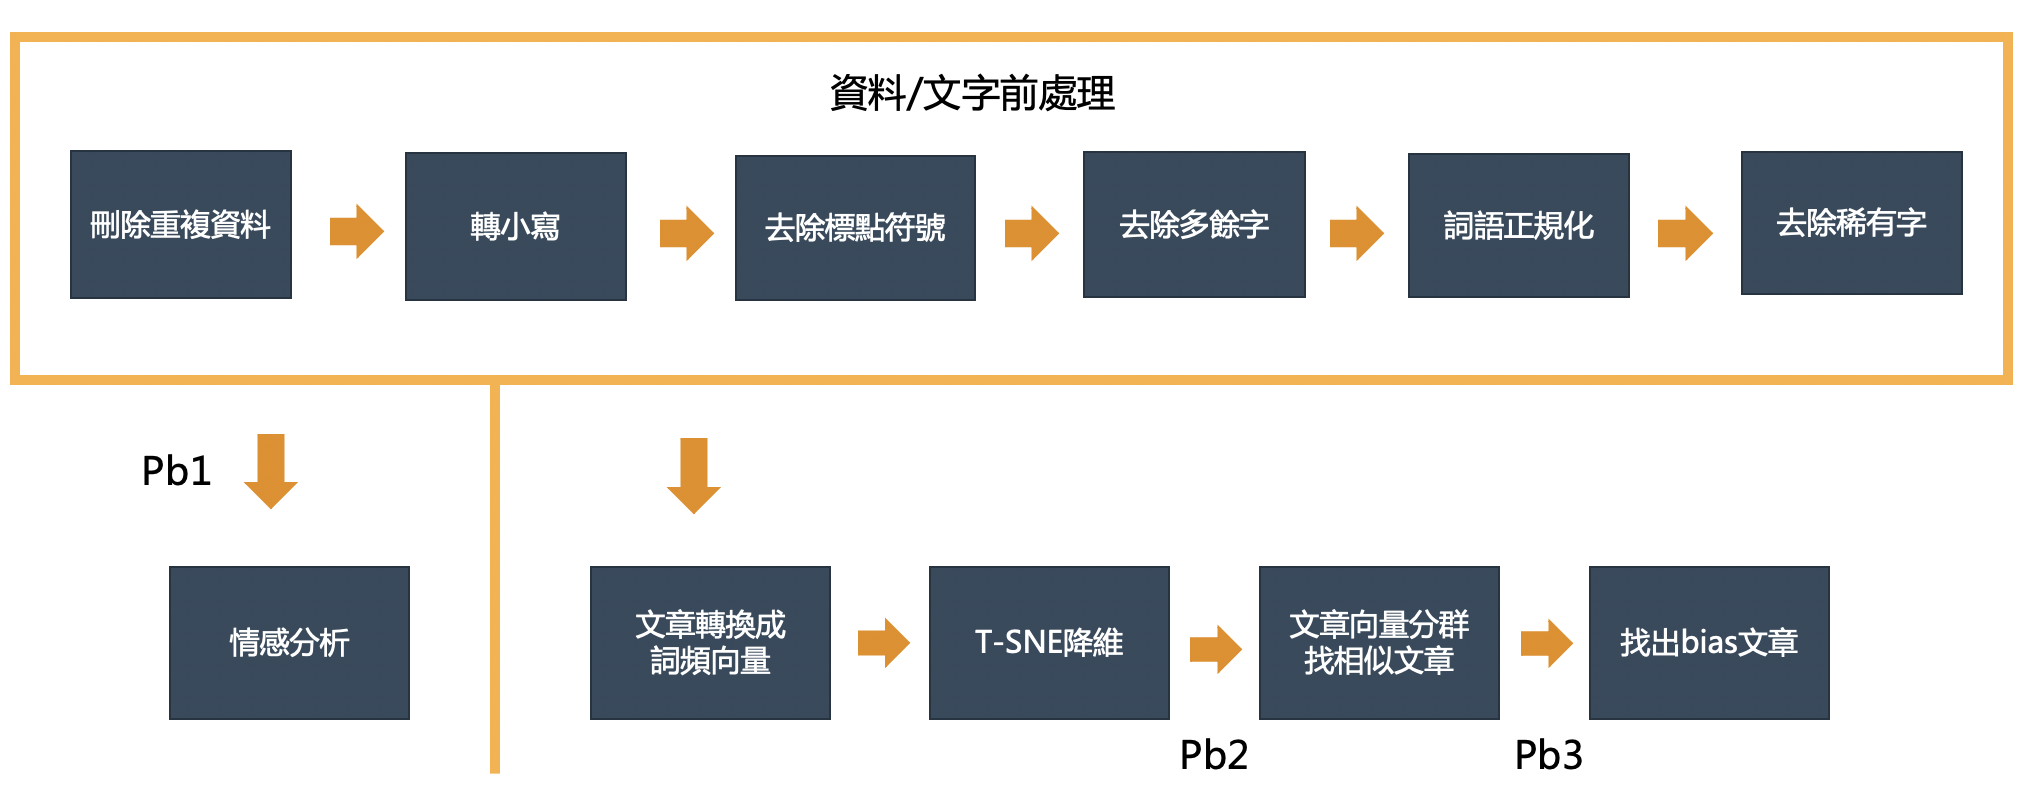 資料/文字前處理
刪除重複資料
轉小寫
去除標點符號
去除多餘字
詞語正規化
去除稀有字
Pb1
情感分析
文章轉換成
詞頻向量
T-SNE降維
文章向量分群
找相似文章
找出bias文章
Pb2
Pb3